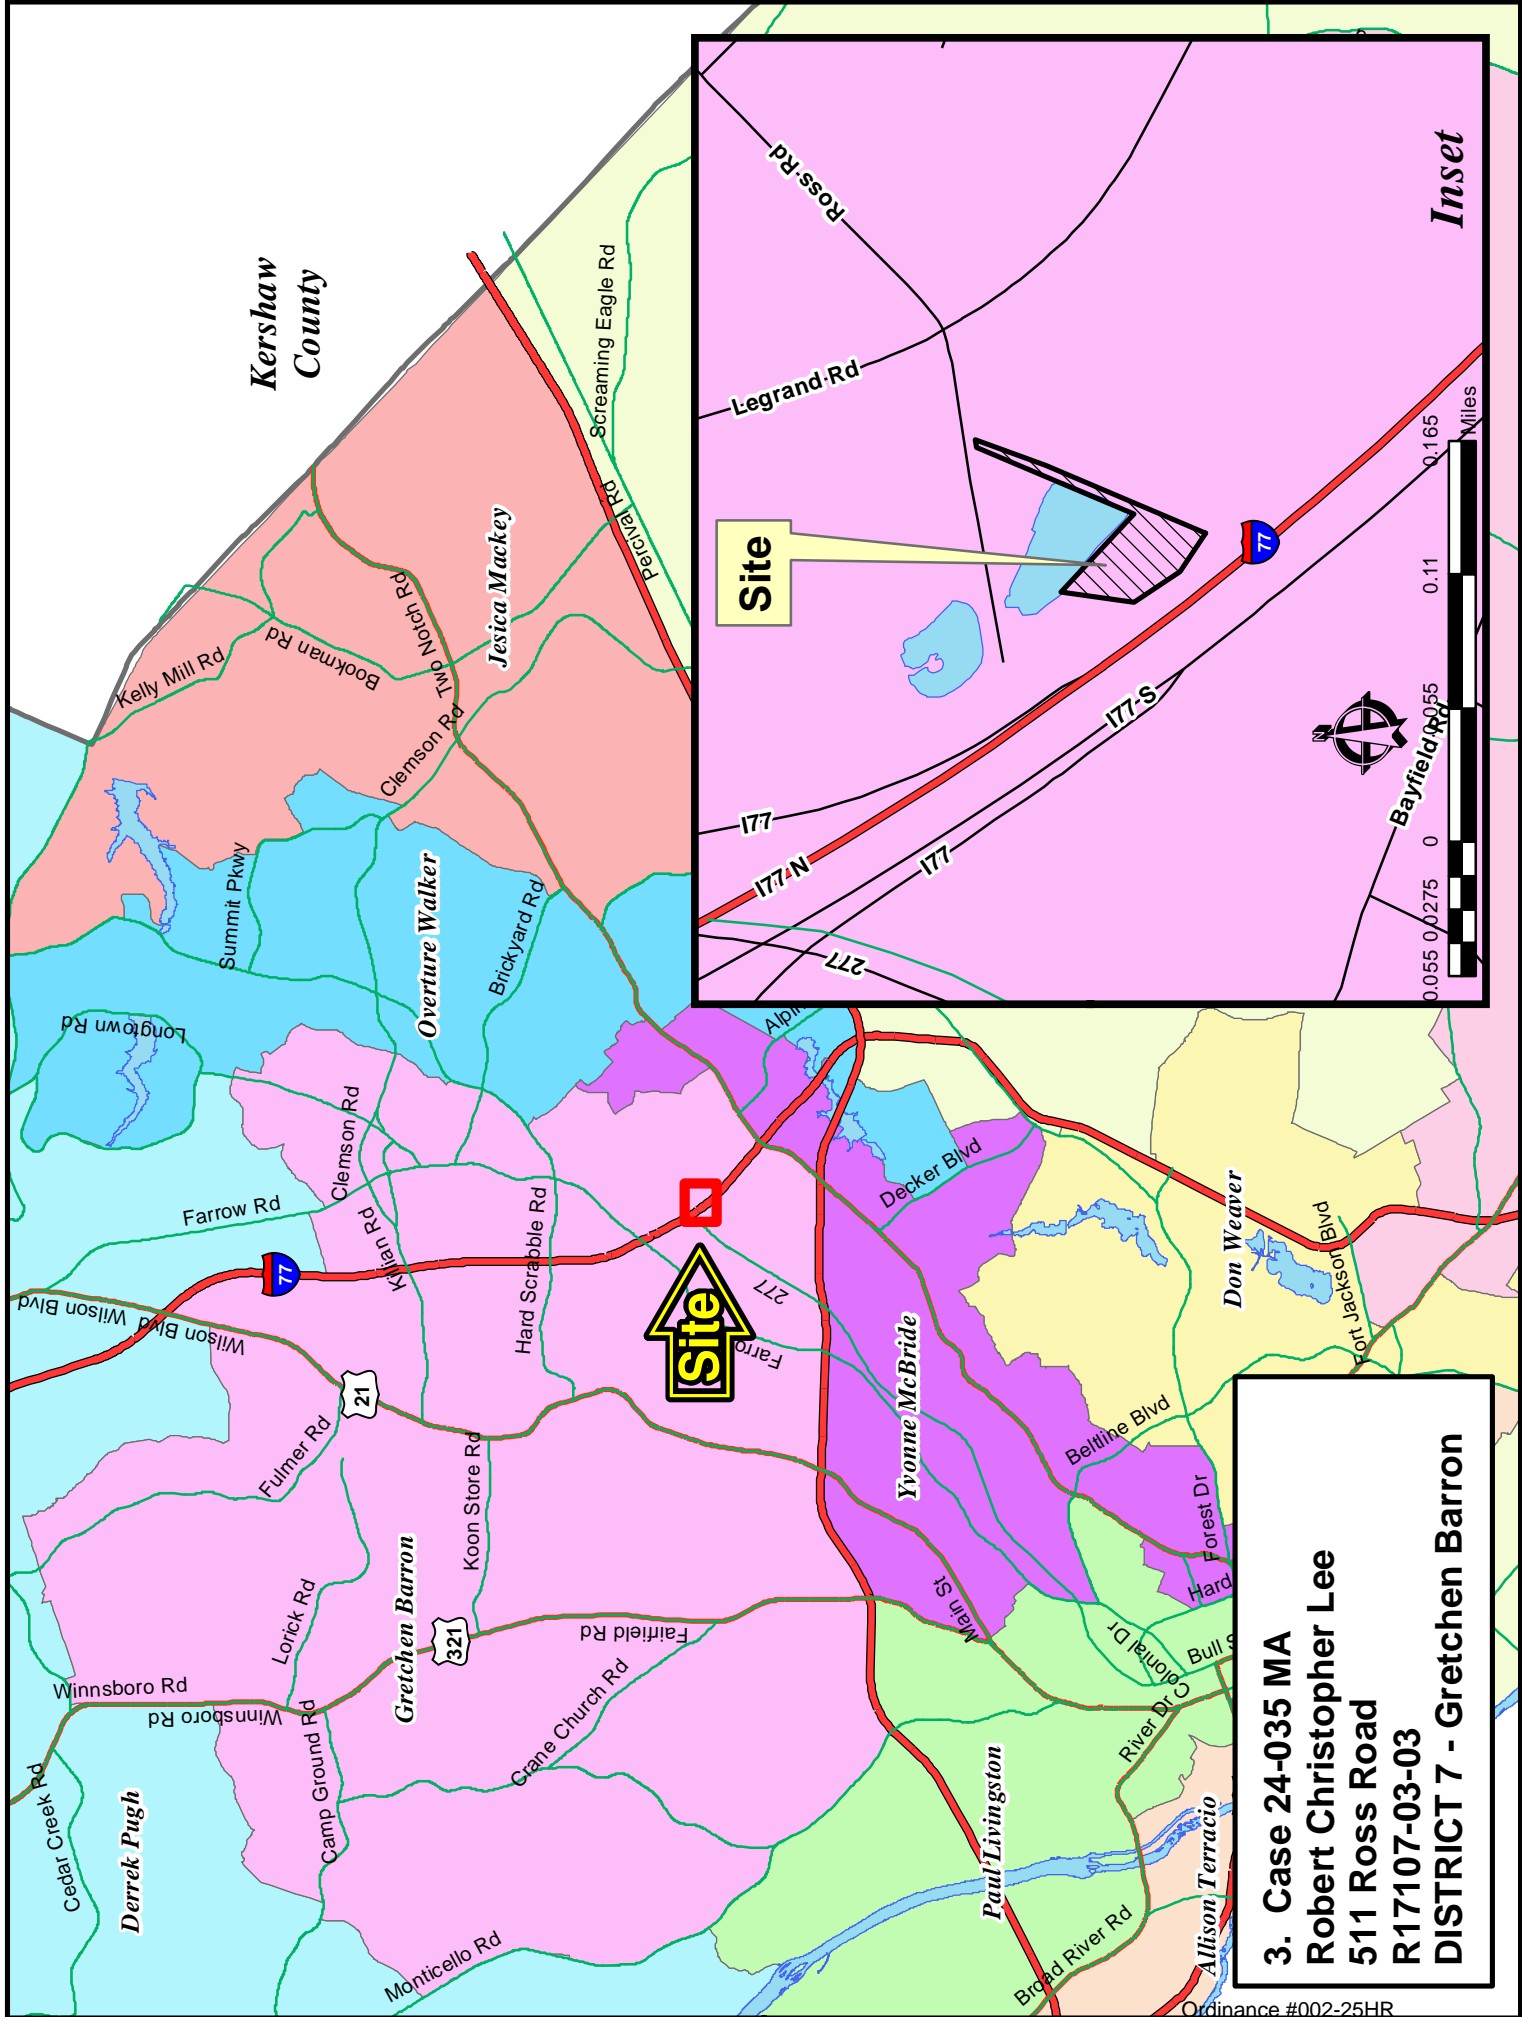 Kershaw
County
Cedar Creek Rd
Derrek Pugh
Winnsboro Rd
Winnsboro Rd
Camp Ground Rd
Monticello Rd
Lorick Rd
Gretchen Barron
321
Fairfield Rd
Crane Church Rd
Koon Store Rd
Fulmer Rd
21
Wilson Blvd
Wilson Blvd
Wilson Blvd
77
Farrow Rd
Killian Rd
Clemson Rd
Hard Scrabble Rd
Longtown Rd
Summit Pkwy
Overture Walker
Brickyard Rd
Clemson Rd
Kelly Mill Rd
Bookman Rd
Two Notch Rd
Jesica Mackey
Percival Rd
Screaming Eagle Rd
Site
277
Farro
Alpin
Decker Blvd
Yvonne McBride
Main St
Beltline Blvd
Forest Dr
Hard
Don Weaver
Fort Jackson Blvd
Colonial Dr
Bull S
River Dr
Paul Livingston
Broad River Rd
Allison Terracio
Inset
Ross Rd
Legrand Rd
Site
77
I77
I77 N
I77
I77 S
277
Bayfield Rd
0.055 0.0275 0 0.055 0.11 0.165
Miles
N
3. Case 24-035 MA
Robert Christopher Lee
511 Ross Road
R17107-03-03
DISTRICT 7 - Gretchen Barron
Ordinance #002-25HR